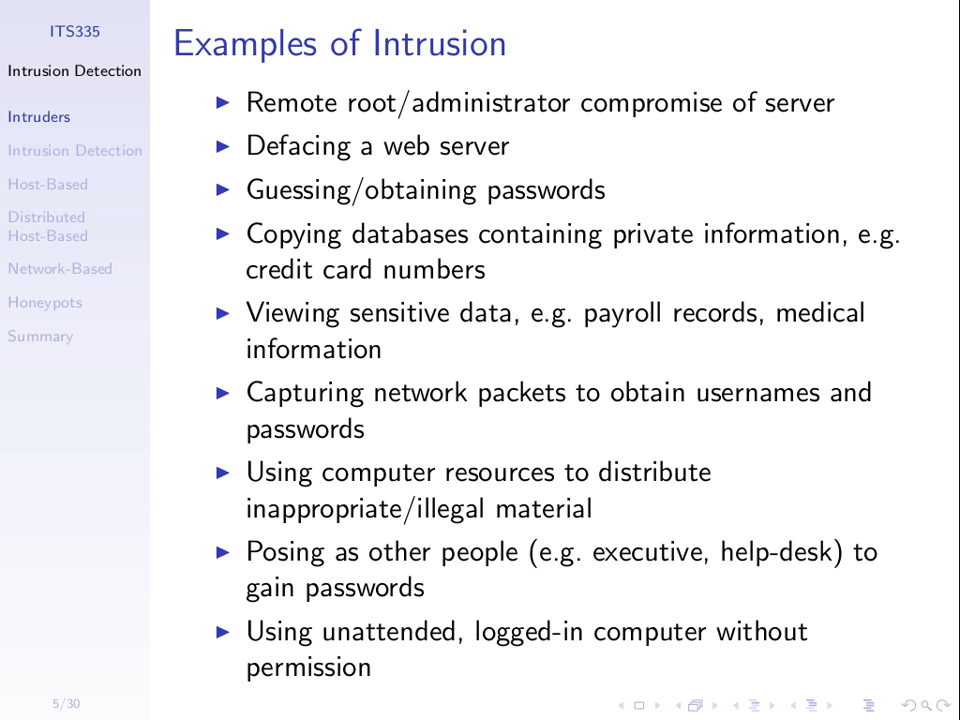 ITS335
Intrusion Detection
Intruders
Intrusion Detection
Host-Based
Distributed
Host-Based
Network-Based
Honeypots
Summary
5/30
Examples of Intrusion
Remote root/administrator compromise of server
Defacing a web server
Guessing/obtaining passwords
Copying databases containing private information, e.g.
credit card numbers
Viewing sensitive data, e.g. payroll records, medical
information
Capturing network packets to obtain usernames and
passwords
Using computer resources to distribute
inappropriate/illegal material
Posing as other people (e.g. executive, help-desk) to
gain passwords
Using unattended, logged-in computer without
permission